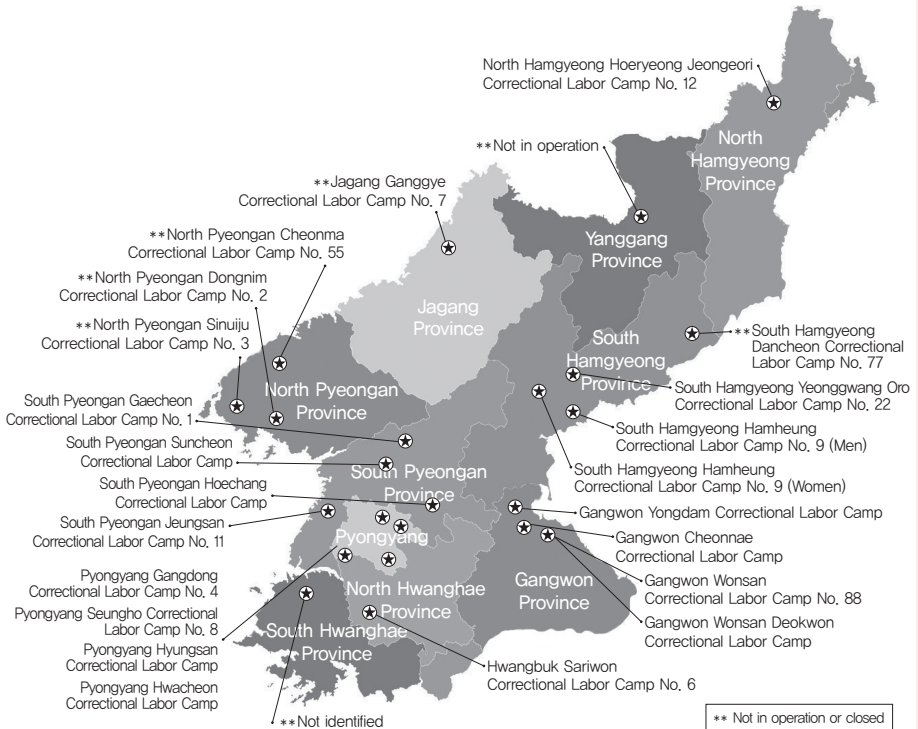 North Hamgyeong Hoeryeong Jeongeori
Correctional Labor Camp No. 12
North
Hamgyeong
Province
**Not in operation
Yanggang
Province
**Jagang Ganggye
Correctional Labor Camp No. 7
Jagang
Province
**North Pyeongan Cheonma
Correctional Labor Camp No. 55
**North Pyeongan Dongnim
Correctional Labor Camp No. 2
**North Pyeongan Sinuiju
Correctional Labor Camp No. 3
North Pyeongan
Province
South
Hamgyeong
Province
**South Hamgyeong
Dancheon Correctional
Labor Camp No. 77
South Hamgyeong Yeonggwang Oro
Correctional Labor Camp No. 22
South Hamgyeong Hamheung
Correctional Labor Camp No. 9 (Men)
South Hamgyeong Hamheung
Correctional Labor Camp No. 9 (Women)
South Pyeongan Gaecheon
Correctional Labor Camp No. 1
South Pyeongan Suncheon
Correctional Labor Camp
South Pyeongan
Province
South Pyeongan Hoechang
Correctional Labor Camp
South Pyeongan Jeungsan
Correctional Labor Camp No. 11
Pyongyang
Gangwon Yongdam Correctional Labor Camp
Gangwon Cheonnae
Correctional Labor Camp
Gangwon Wonsan
Correctional Labor Camp No. 88
Gangwon Wonsan Deokwon
Correctional Labor Camp
Gangwon
Province
North Hwanghae
Province
South Hwanghae
Province
Pyongyang Gangdong
Correctional Labor Camp No. 4
Pyongyang Seungho Correctional
Labor Camp No. 8
Pyongyang Hyungsan
Correctional Labor Camp
Pyongyang Hwacheon
Correctional Labor Camp
Hwangbuk Sariwon
Correctional Labor Camp No. 6
**Not identified
** Not in operation or closed